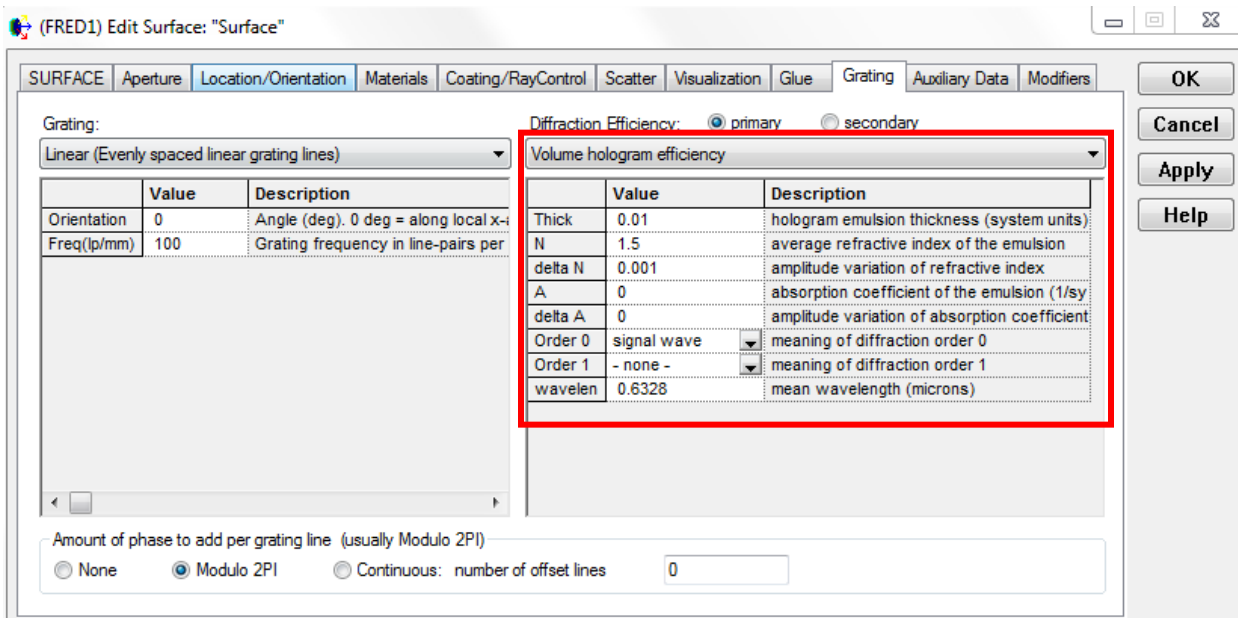 (FRED1) Edit Surface: "Surface"
SURFACE Aperture Location/Orientation Materials Coating/RayControl Scatter Visualization Glue Grating Auxiliary Data Modifiers
OK
Cancel
Apply
Help
Grating:
Linear (Evenly spaced linear grating lines)
Value Description
Orientation 0 Angle (deg). 0 deg = along local x-
Freq(lp/mm) 100 Grating frequency in line-pairs per
Diffraction Efficiency: primary secondary
Volume hologram efficiency
Value Description
Thick 0.01 hologram emulsion thickness (system units)
N 1.5 average refractive index of the emulsion
delta N 0.001 amplitude variation of refractive index
A 0 absorption coefficient of the emulsion (1/sy
delta A 0 amplitude variation of absorption coefficient
Order 0 signal wave meaning of diffraction order 0
Order 1 - none - meaning of diffraction order 1
wavelen 0.6328 mean wavelength (microns)
Amount of phase to add per grating line (usually Modulo 2PI)
None Modulo 2PI Continuous: number of offset lines 0